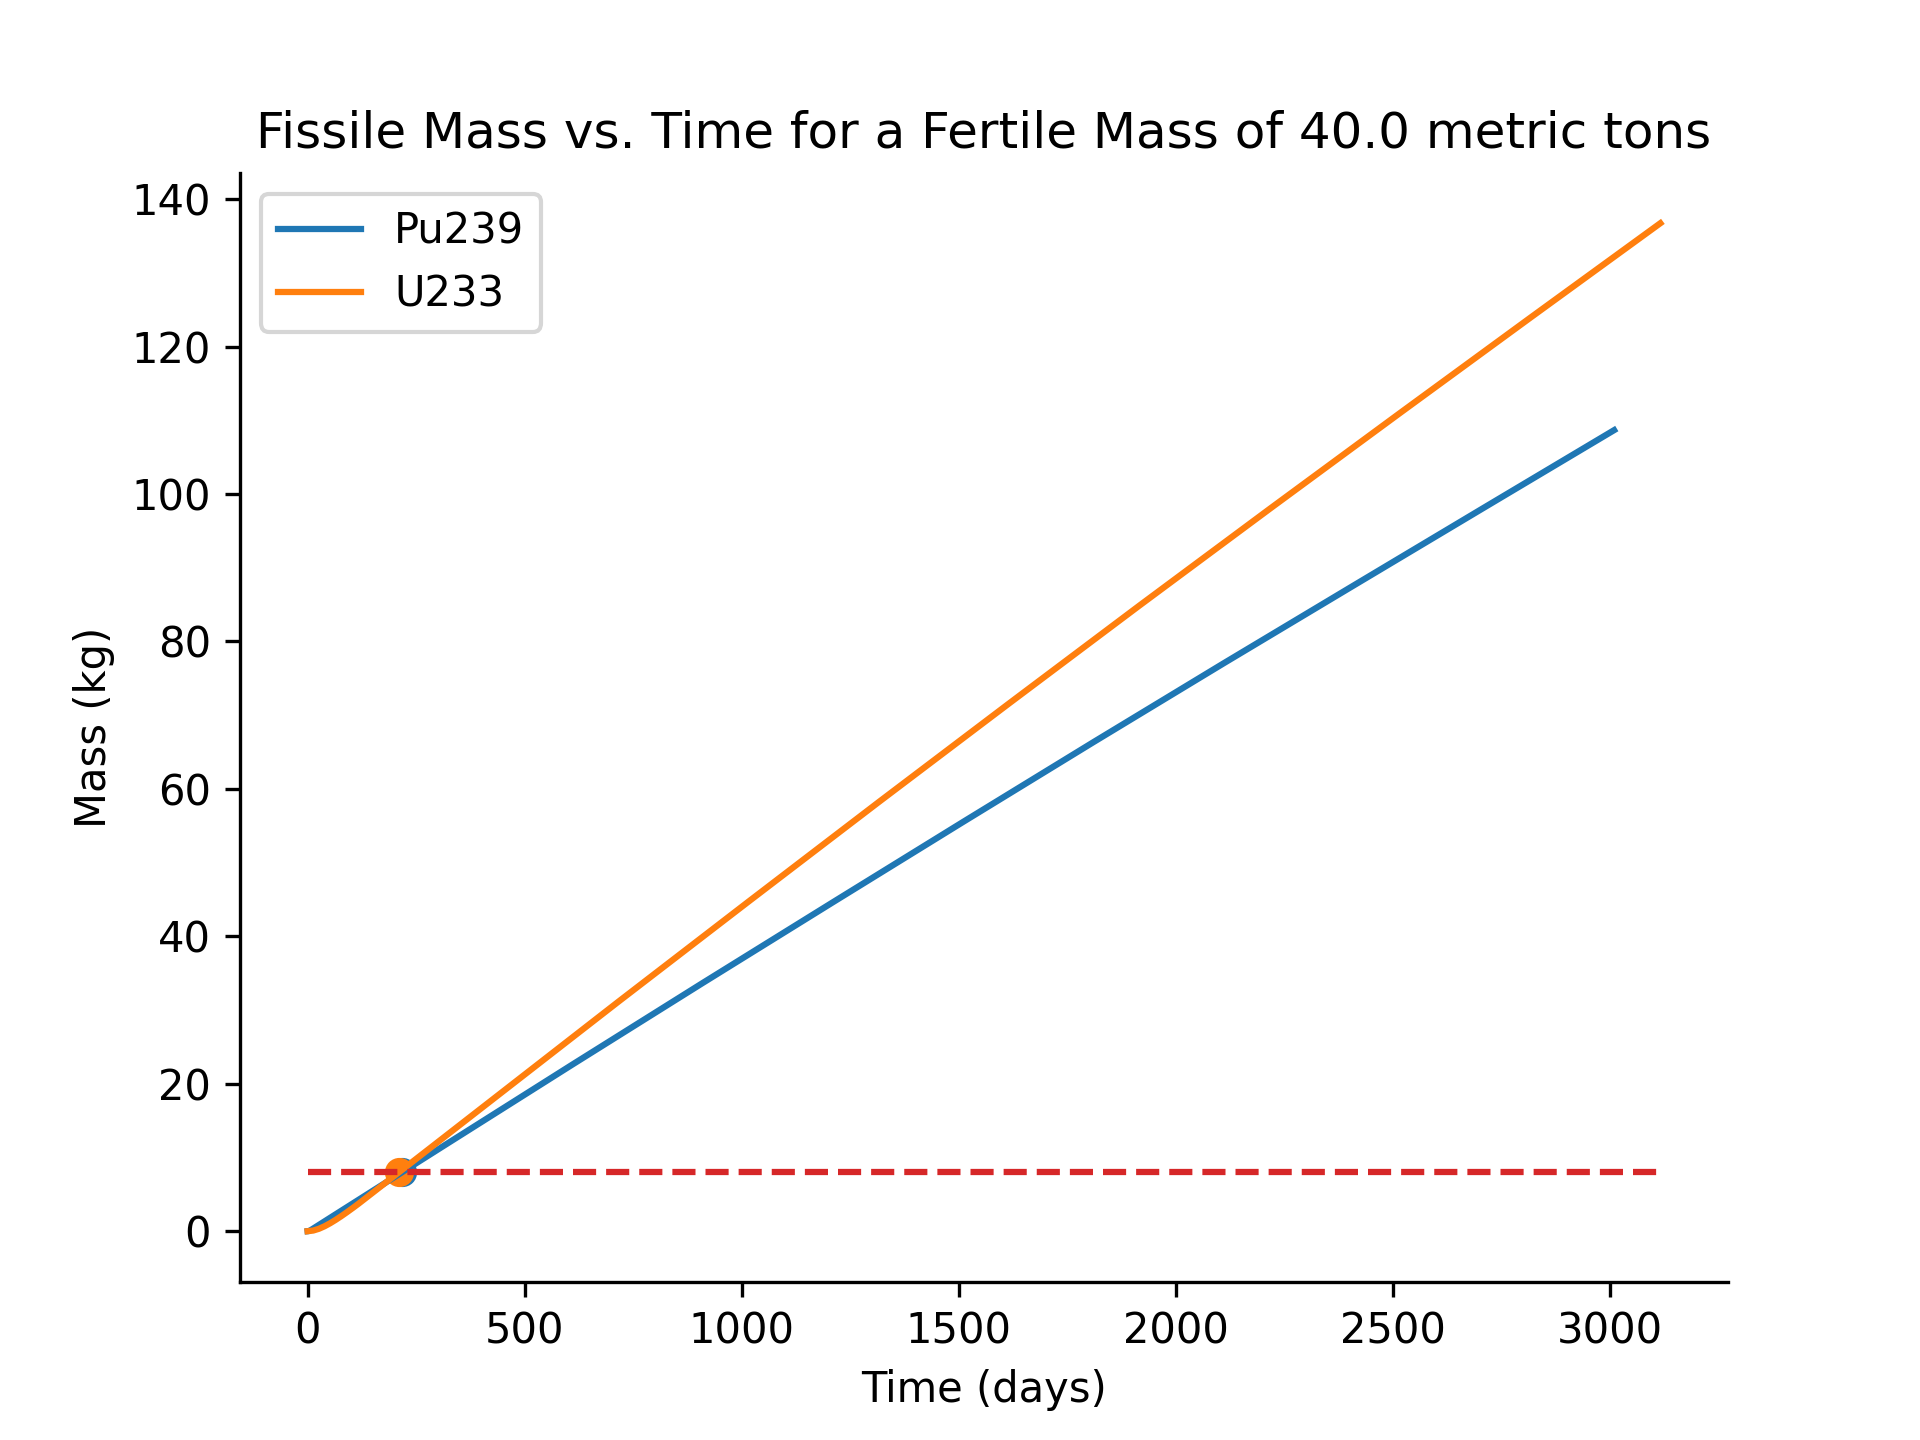 Fissile Mass vs. Time for a Fertile Mass of 40.0 metric tons
Pu239
U233
140
120
100
80
60
40
20
0
Mass (kg)
0 500 1000 1500 2000 2500 3000
Time (days)